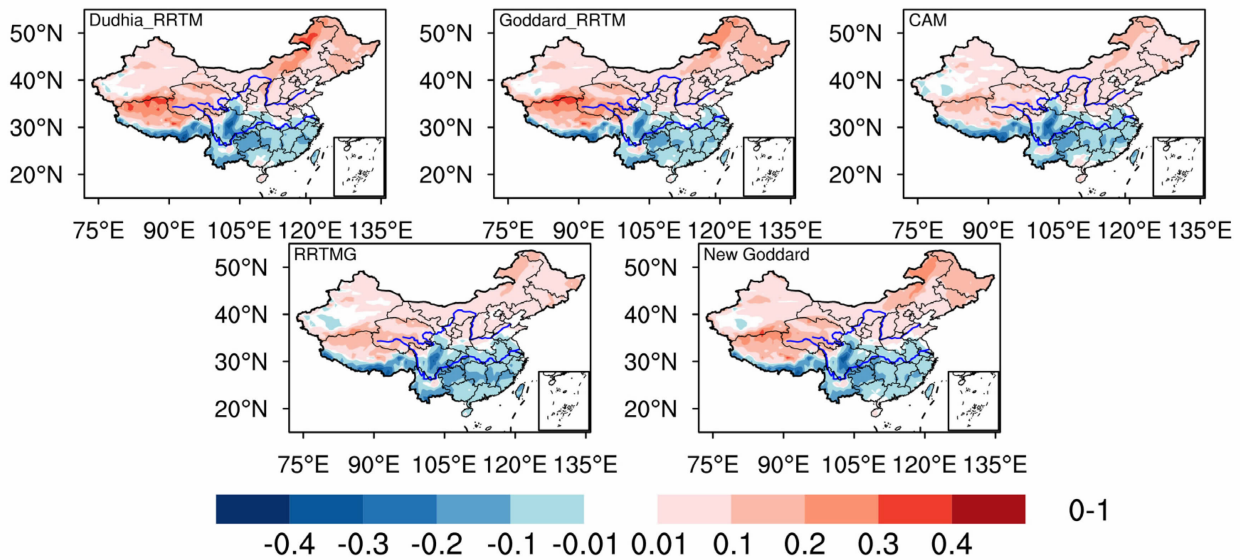 Dudhia_RRTM
50°N
40°N
30°N
20°N
75°E 90°E 105°E 120°E 135°E
Goddard_RRTM
50°N
40°N
30°N
20°N
75°E 90°E 105°E 120°E 135°E
CAM
50°N
40°N
30°N
20°N
75°E 90°E 105°E 120°E 135°E
RRTMG
50°N
40°N
30°N
20°N
75°E 90°E 105°E 120°E 135°E
New Goddard
50°N
40°N
30°N
20°N
75°E 90°E 105°E 120°E 135°E
0-1
-0.4 -0.3 -0.2 -0.1 -0.01 0.01 0.1 0.2 0.3 0.4